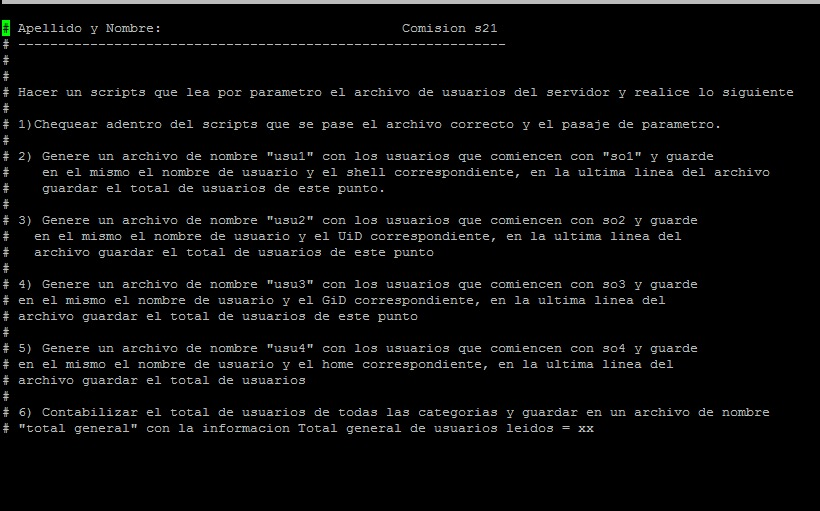 # Apellido y Nombre:                              Comision s21
# -------------------------------------------------------------
#
#
# Hacer un scripts que lea por parametro el archivo de usuarios del servidor y realice lo siguiente
#
# 1)Chequear adentro del scripts que se pase el archivo correcto y el pasaje de parametro.
#
# 2) Genere un archivo de nombre "usu1" con los usuarios que comiencen con "so1" y guarde
#    en el mismo el nombre de usuario y el shell correspondiente, en la ultima linea del archivo
#    guardar el total de usuarios de este punto.
#
# 3) Genere un archivo de nombre "usu2" con los usuarios que comiencen con so2 y guarde
#   en el mismo el nombre de usuario y el UiD correspondiente, en la ultima linea del
#   archivo guardar el total de usuarios de este punto
#
# 4) Genere un archivo de nombre "usu3" con los usuarios que comiencen con so3 y guarde
# en el mismo el nombre de usuario y el GiD correspondiente, en la ultima linea del
# archivo guardar el total de usuarios de este punto
#
# 5) Genere un archivo de nombre "usu4" con los usuarios que comiencen con so4 y guarde
# en el mismo el nombre de usuario y el home correspondiente, en la ultima linea del
# archivo guardar el total de usuarios
#
# 6) Contabilizar el total de usuarios de todas las categorias y guardar en un archivo de nombre
# "total general" con la informacion Total general de usuarios leidos = xx